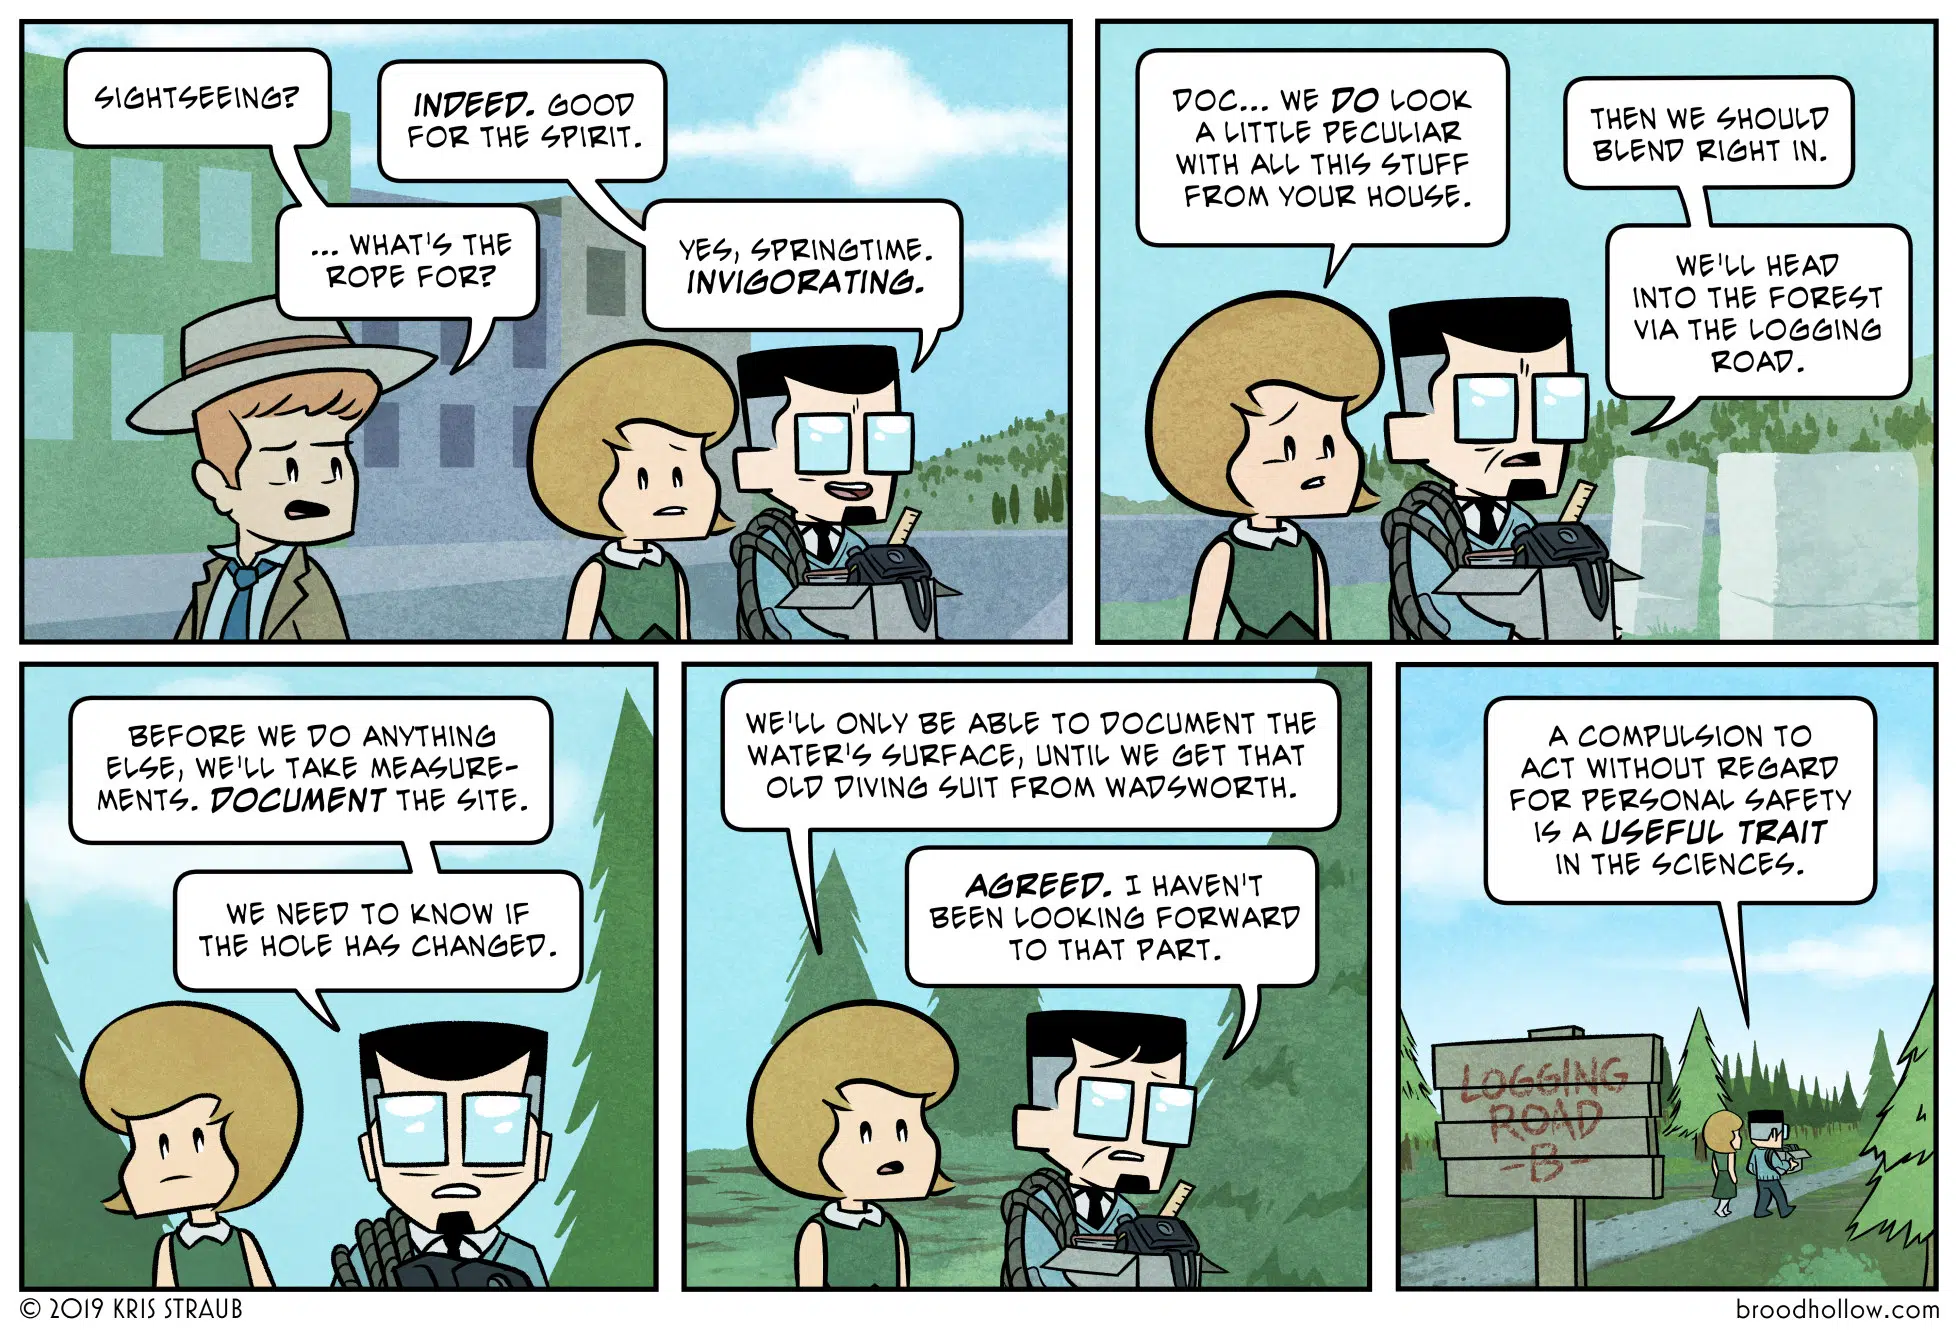 SIGHTSEEING?
INDEED. GOOD
FOR THE SPIRIT.
... WHAT'S THE
ROPE FOR?
YES, SPRINGTIME.
INVIGORATING.
DOC... WE DO LOOK
A LITTLE PECULIAR
WITH ALL THIS STUFF
FROM YOUR HOUSE.
THEN WE SHOULD
BLEND RIGHT IN.
WE'LL HEAD
INTO THE FOREST
VIA THE LOGGING
ROAD.
BEFORE WE DO ANYTHING
ELSE, WE'LL TAKE MEASURE-
MENTS. DOCUMENT THE SITE.
WE NEED TO KNOW IF
THE HOLE HAS CHANGED.
WE'LL ONLY BE ABLE TO DOCUMENT THE
WATER'S SURFACE, UNTIL WE GET THAT
OLD DIVING SUIT FROM WADSWORTH.
AGREED. I HAVEN'T
BEEN LOOKING FORWARD
TO THAT PART.
A COMPULSION TO
ACT WITHOUT REGARD
FOR PERSONAL SAFETY
IS A USEFUL TRAIT
IN THE SCIENCES.
LOGGING
ROAD
-B-
© 2019 KRIS STRAUB
broodhollow.com